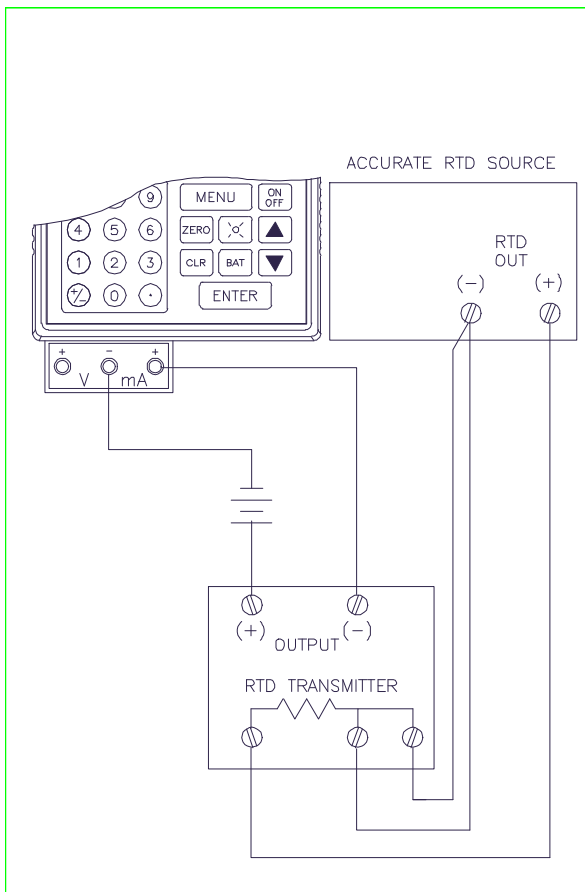 ACCURATE RTD SOURCE
9
MENU
ON
OFF
4 5 6
ZERO
RTD
OUT
1 2 3
CLR BAT
(-) (+)
+/- 0 ·
ENTER
+ - +
V mA
(+) OUTPUT (-)
RTD TRANSMITTER